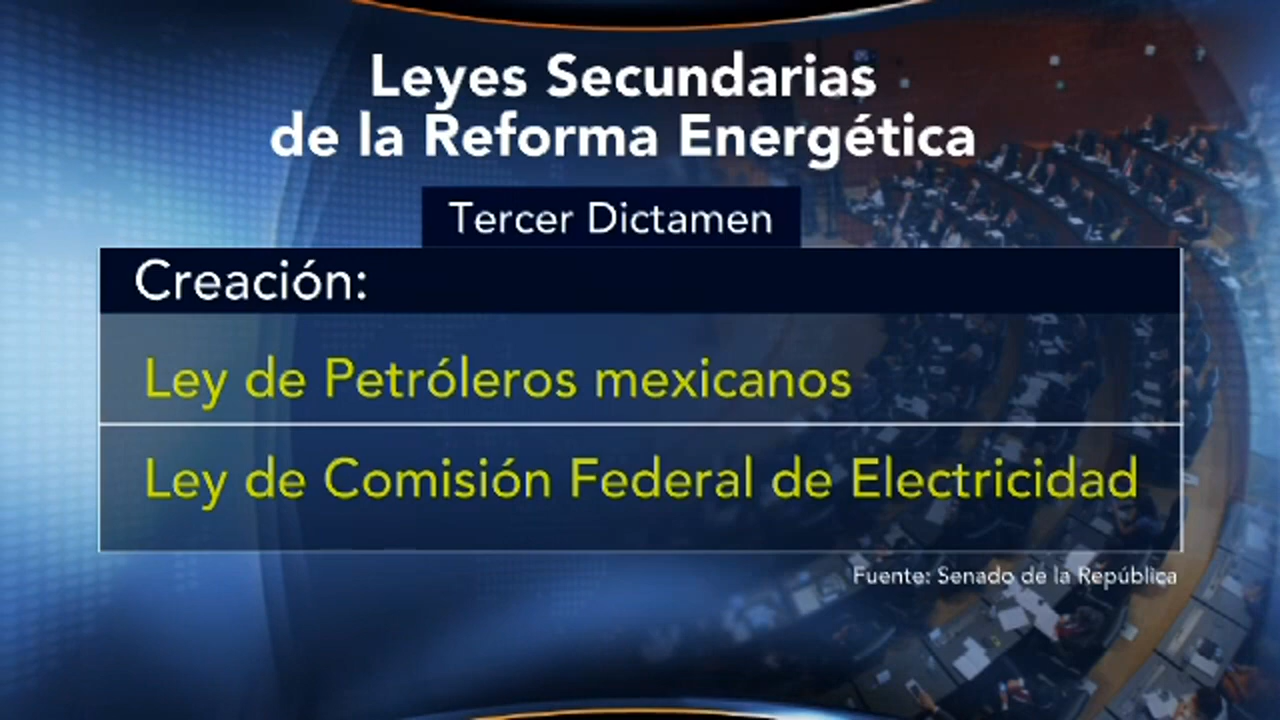 Leyes Secundarias
de la Reforma Energética
Tercer Dictamen
Creación:
Ley de Petróleros mexicanos
Ley de Comisión Federal de Electricidad
Fuente: Senado de la República